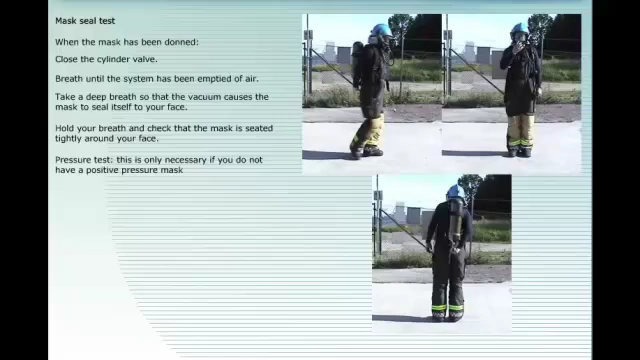 Mask seal test
When the mask has been donned:
Close the cylinder valve.
Breath until the system has been emptied of air.
Take a deep breath so that the vacuum causes the
mask to seal itself to your face.
Hold your breath and check that the mask is seated
tightly around your face.
Pressure test: this is only necessary if you do not
have a positive pressure mask